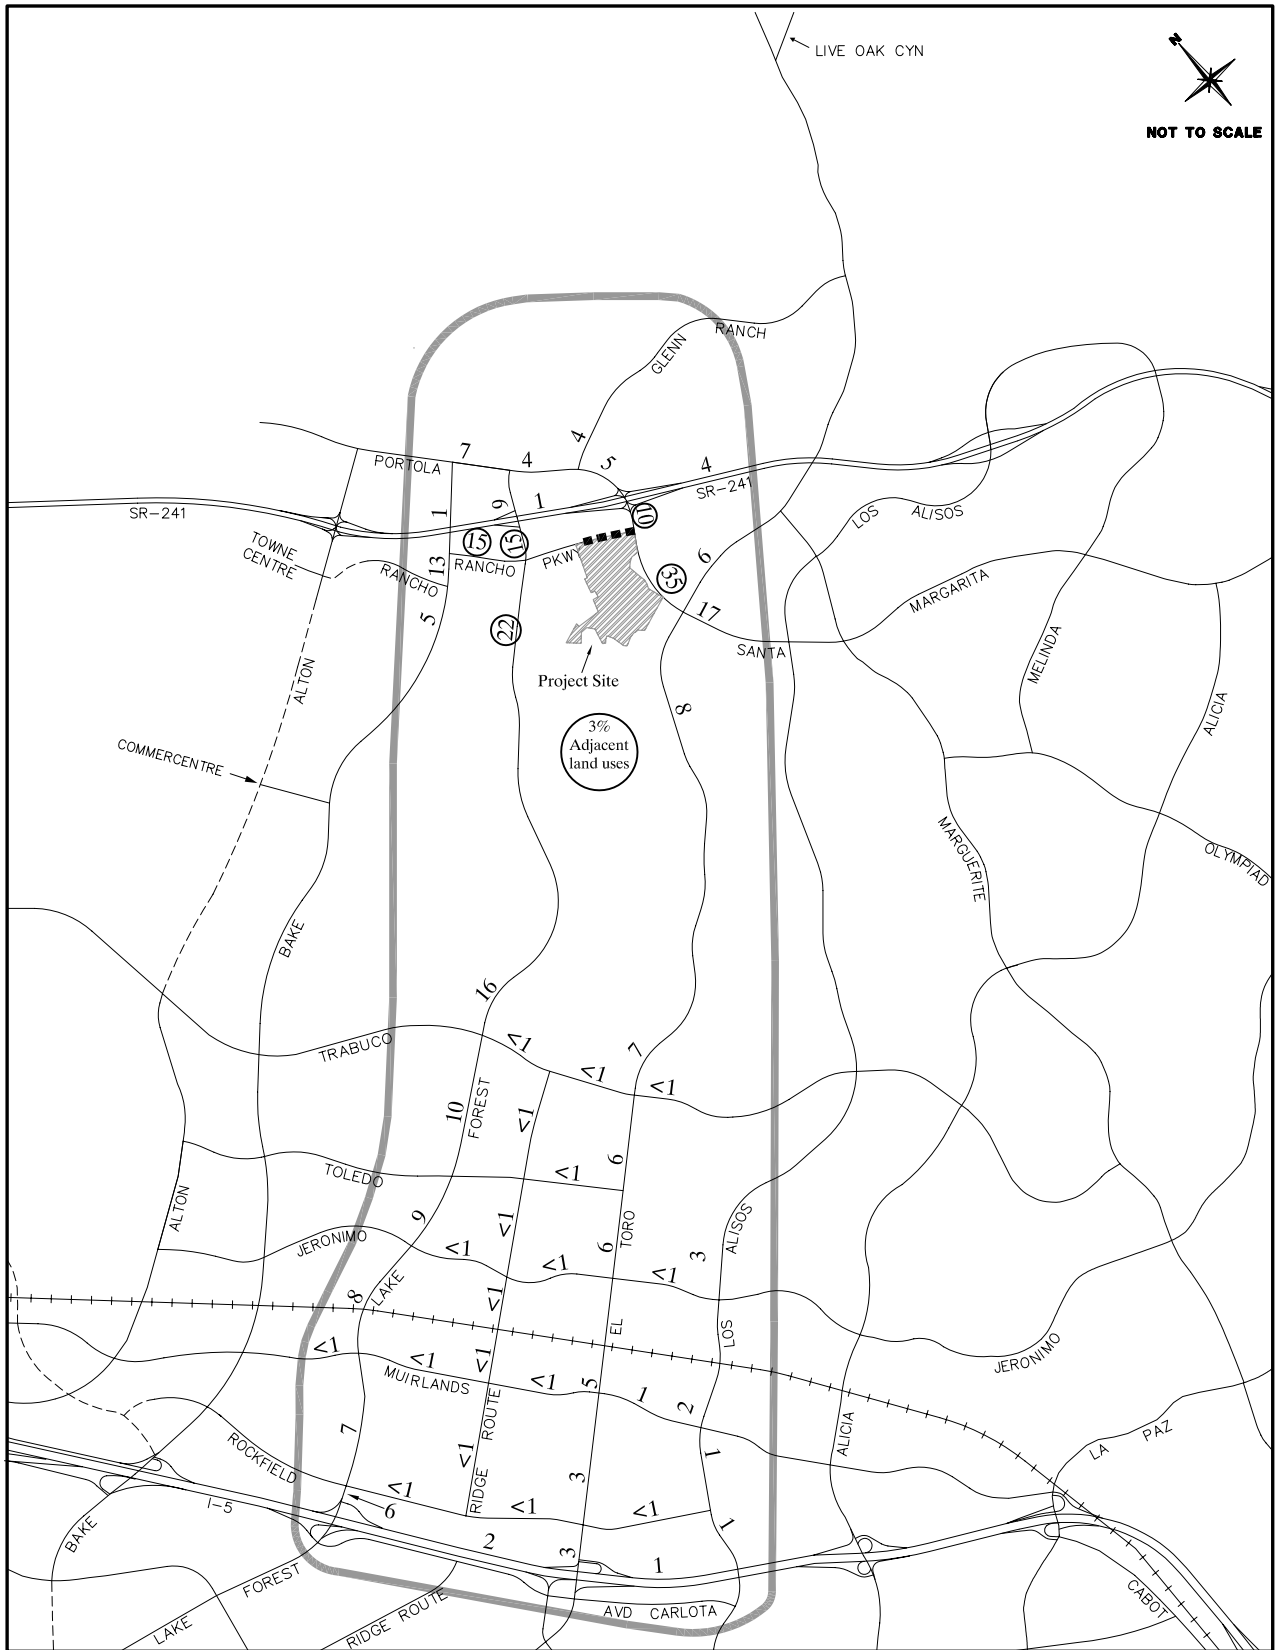 LIVE OAK CYN
N
NOT TO SCALE
RANCH
GLENN
4
7
PORTOLA
4
5
4
SR-241
1
9
1
SR-241
10
TOWNE
CENTRE
15
15
13
RANCHO
RANCHO
PKW
6
35
5
22
17
LOS
ALISOS
MARGARITA
SANTA
MELINDA
ALICIA
Project Site
ALTON
8
3%
Adjacent
land uses
COMMERCENTRE
MARGUERITE
OLYMPIAD
BAKE
16
TRABUCO
<1
<1
7
<1
10
FOREST
<1
6
TOLEDO
<1
ALTON
9
<1
TORO
ALISOS
JERONIMO
<1
6
<1
3
<1
8
LAKE
<1
EL
LOS
<1
<1
<1
JERONIMO
MUIRLANDS
<1
5
1
2
ROUTE
7
ALICIA
LA PAZ
ROCKFIELD
<1
1
I-5
<1
6
RIDGE
<1
3
<1
1
BAKE
2
3
1
FOREST
LAKE
RIDGE ROUTE
AVD CARLOTA
CABOT